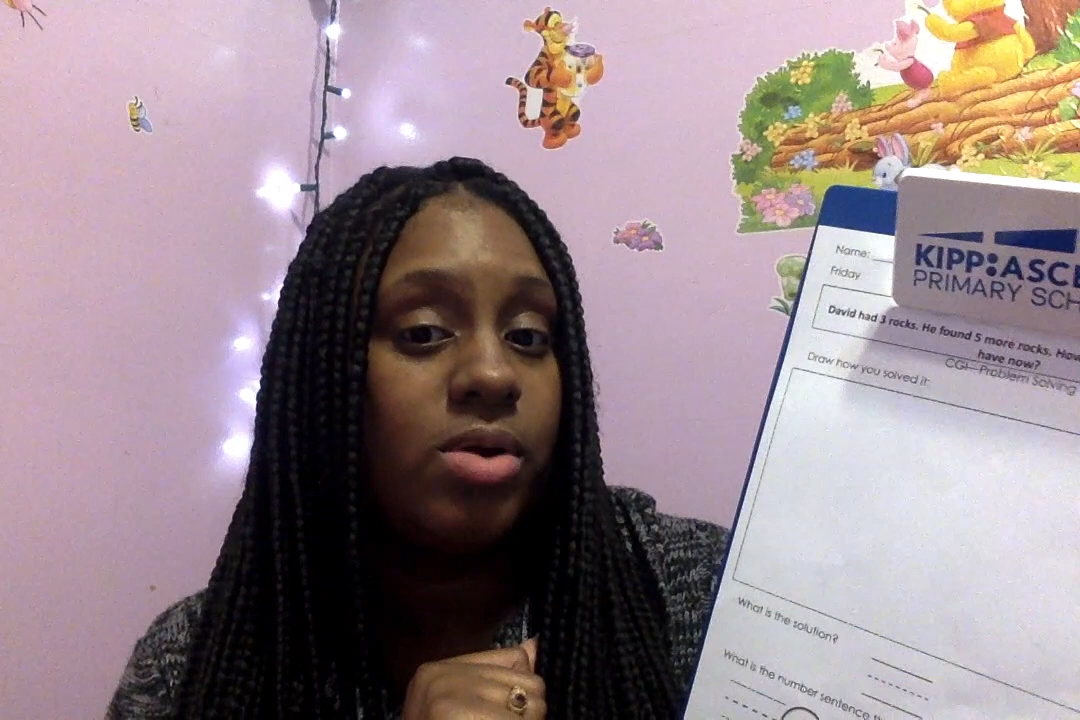 KIPP:ASCE
PRIMARY SCH
Name:
Friday
David had 3 rocks. He found 5 more rocks. How
have now?
CGI-Problem Solving
Draw how you solved it:
What is the solution?
What is the number sentence